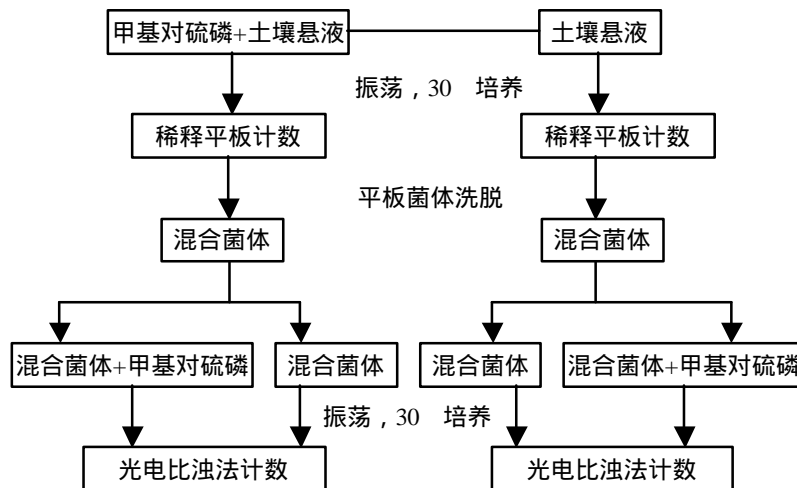 甲基对硫磷+土壤悬液
土壤悬液
振荡，30 培养
稀释平板计数
稀释平板计数
平板菌体洗脱
混合菌体
混合菌体
混合菌体+甲基对硫磷
混合菌体
混合菌体
混合菌体+甲基对硫磷
振荡，30 培养
光电比浊法计数
光电比浊法计数